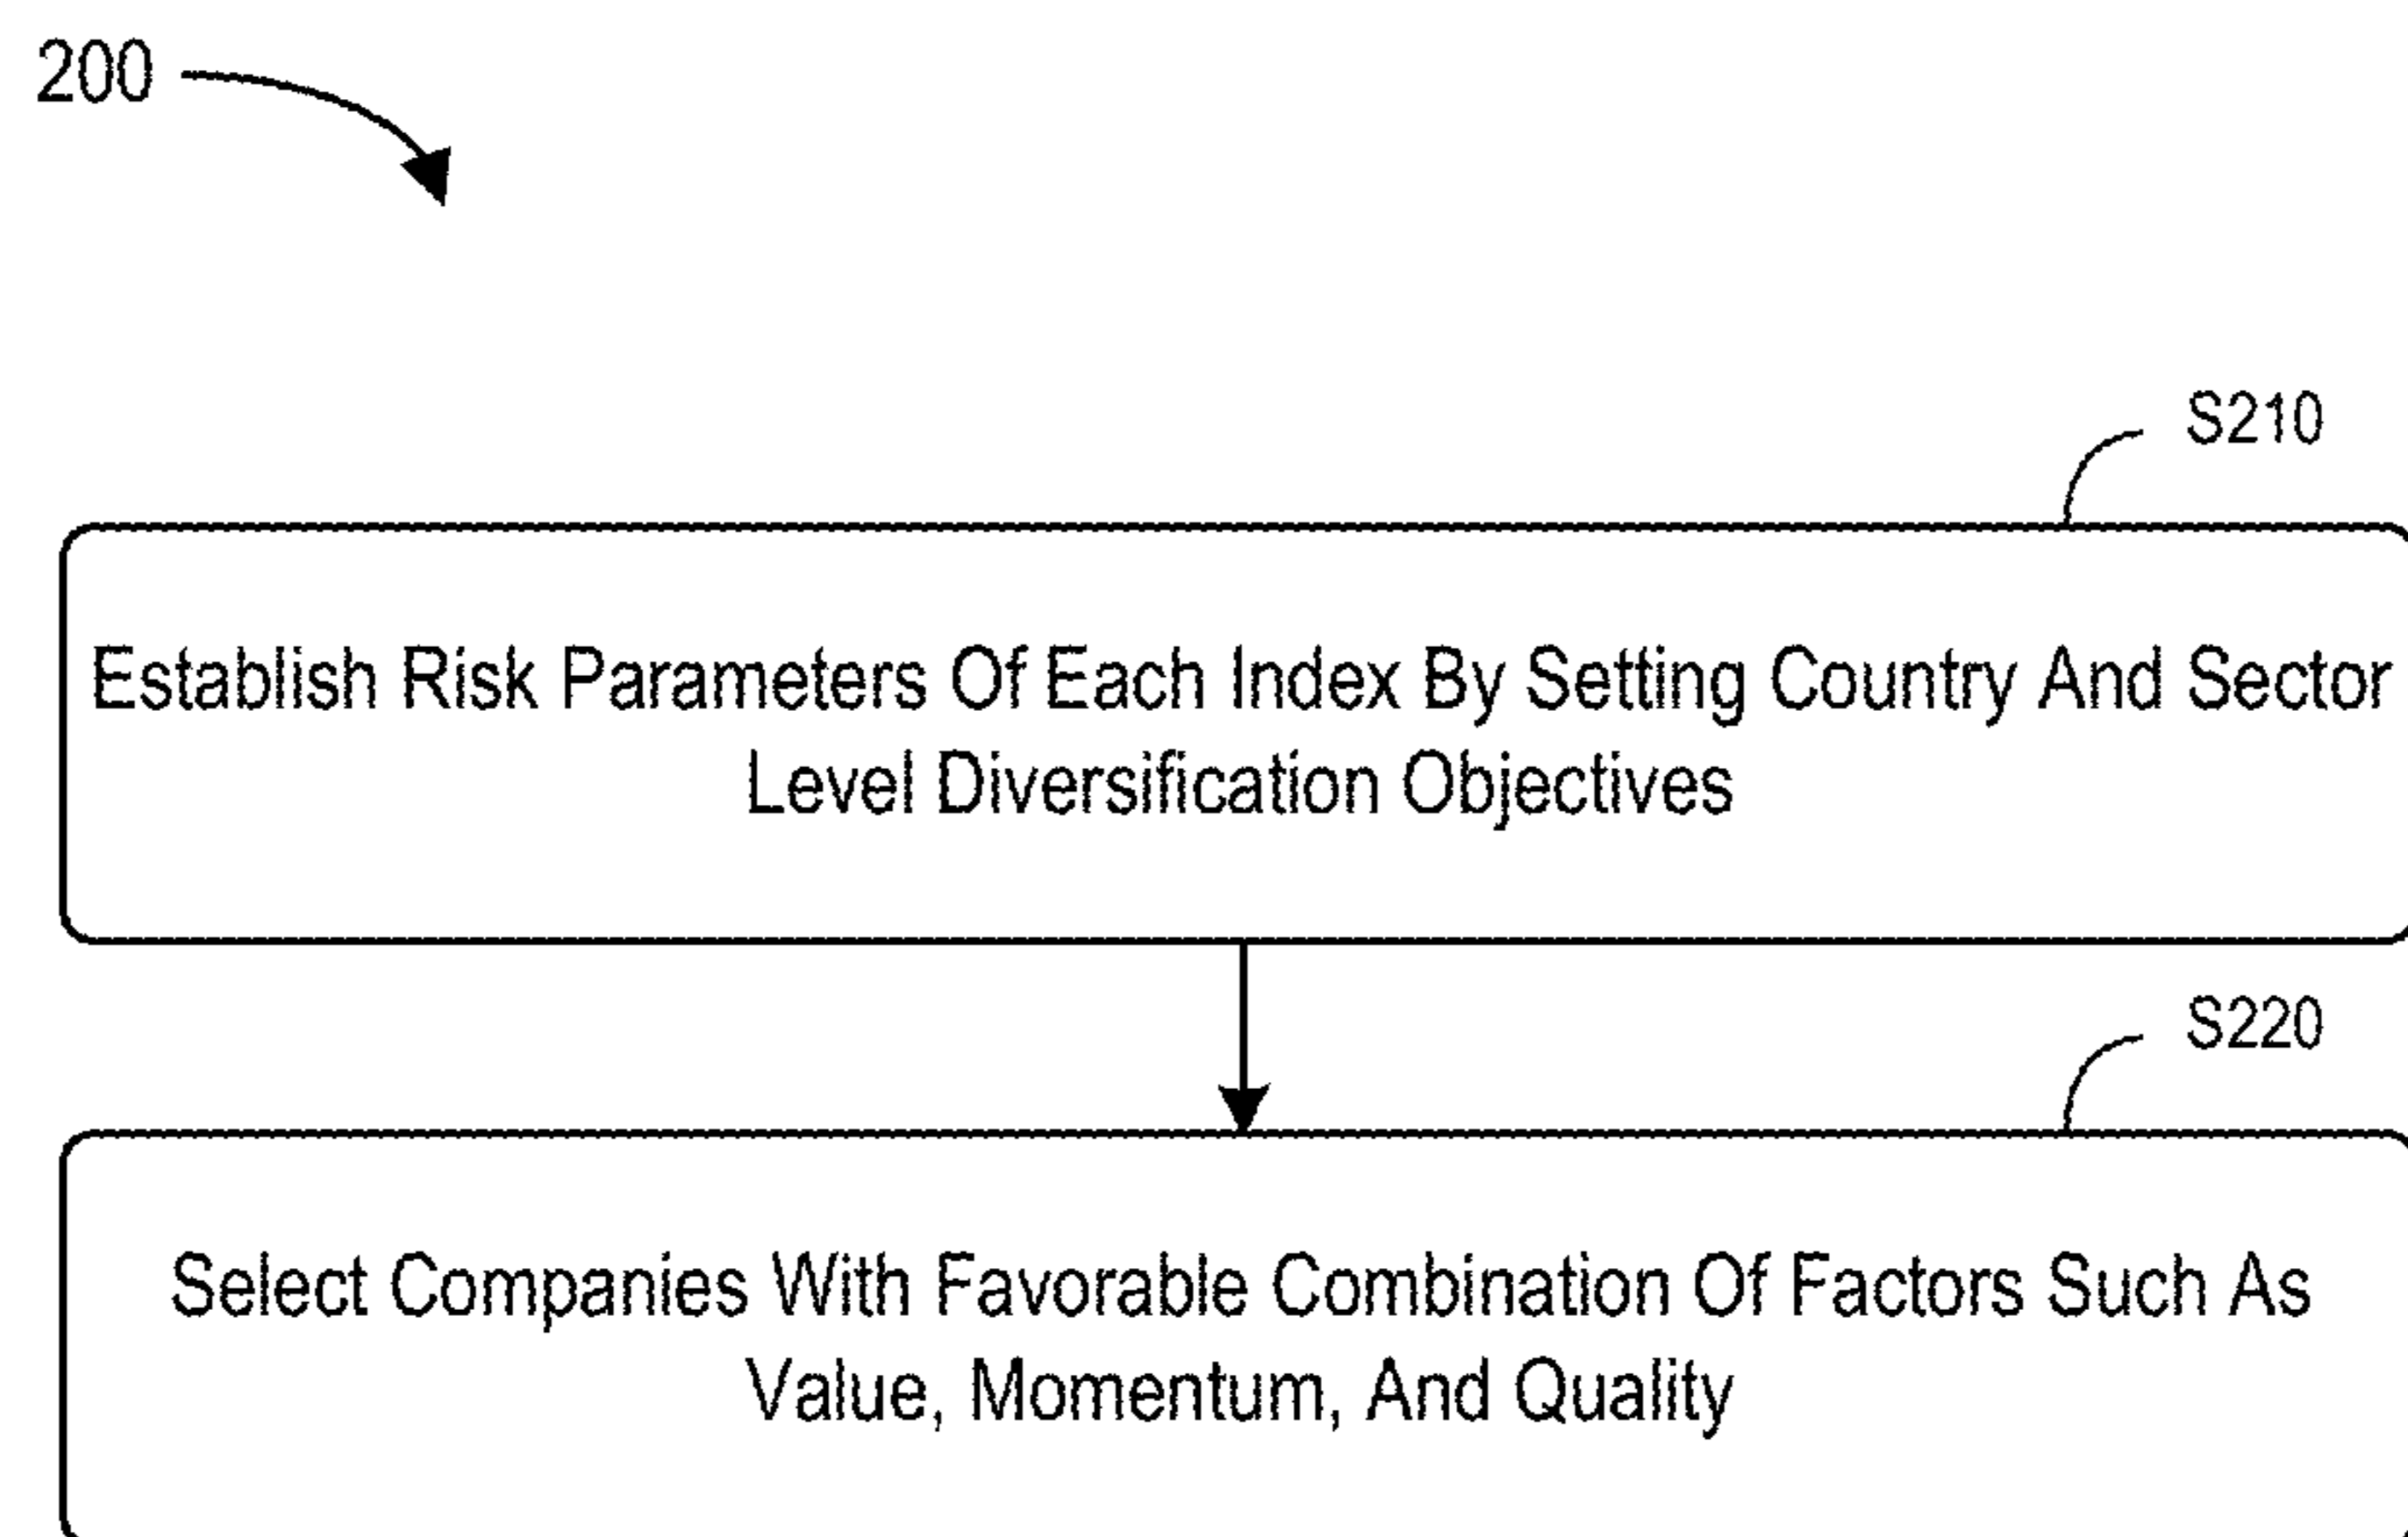 200
S210
Establish Risk Parameters Of Each Index By Setting Country And Sector
Level Diversification Objectives
S220
Select Companies With Favorable Combination Of Factors Such As
Value, Momentum, And Quality